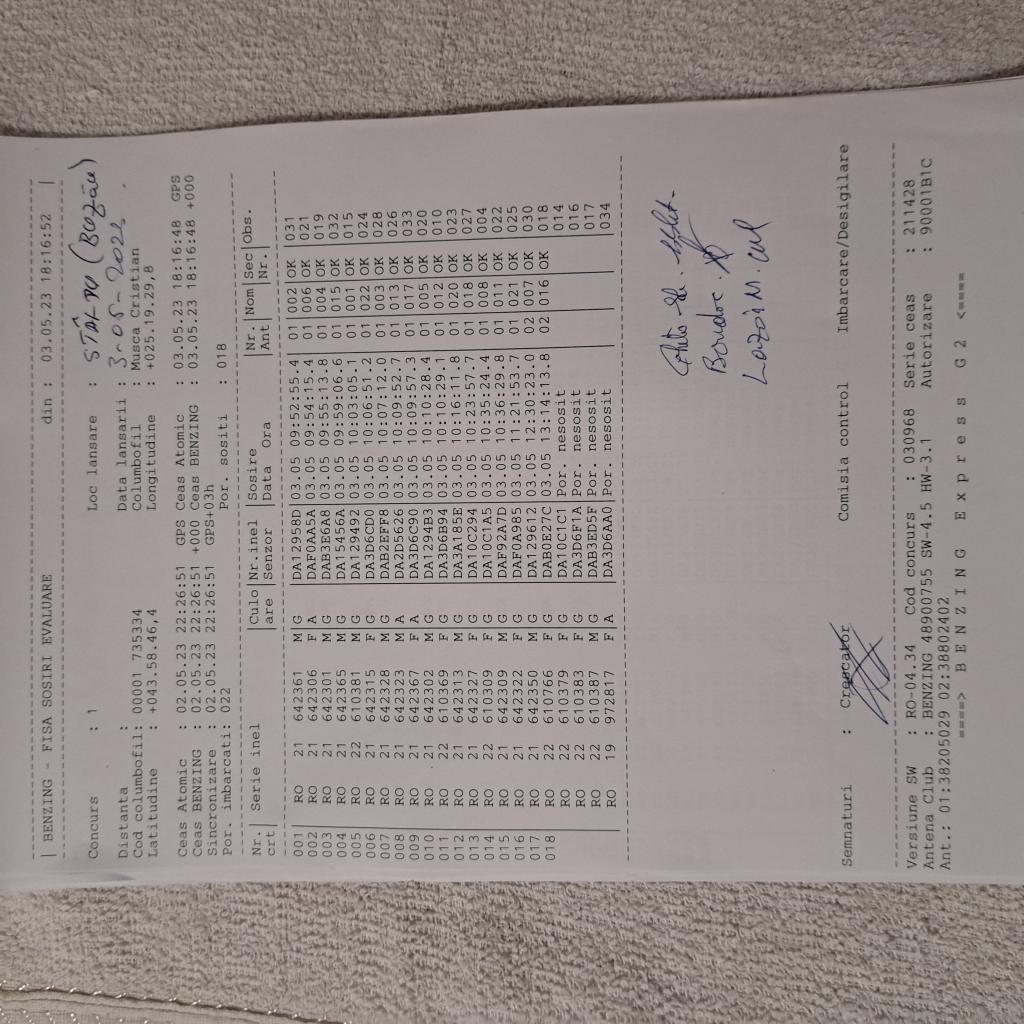 | BENZING - FISA SOSIRI EVALUARE din : 03.05.23 18:16:52 |
Concurs : 1 Loc lansare : STÂLPU (BUZĂU)
Distanta Data lansarii : 3-05-2023
Cod columbofil: 00001 735334 Columbofil : Musca Cristian
Latitudine : +043.58.46,4 Longitudine : +025.19.29,8
Ceas Atomic : 02.05.23 22:26:51 GPS Ceas Atomic : 03.05.23 18:16:48 GPS
Ceas BENZING : 02.05.23 22:26:51 +000 Ceas BENZING : 03.05.23 18:16:48 +000
Sincronizare : 02.05.23 22:26:51 GPS+03h
Por. imbarcati: 022 Por. sositi : 018
Nr.| Serie inel |Culo|Nr.inel |Sosire |Nr. |Nom|Sec|Obs.
crt| |are |Senzor |Data Ora |Ant | |Nr.|
001 RO 21 642361 M G DA12958D 03.05 09:52:55.4 01 002 OK 031
002 RO 21 642306 F A DAF0AA5A 03.05 09:54:15.4 01 006 OK 021
003 RO 21 642301 M G DAB3E6A8 03.05 09:55:13.8 01 004 OK 019
004 RO 21 642365 M G DA15456A 03.05 09:59:06.6 01 015 OK 032
005 RO 22 610381 M G DA129492 03.05 10:03:05.1 01 001 OK 015
006 RO 21 642315 F G DA3D6CD0 03.05 10:06:51.2 01 022 OK 024
007 RO 21 642328 M G DAB2EFF8 03.05 10:07:12.0 01 003 OK 028
008 RO 21 642323 M A DA2D5626 03.05 10:09:52.7 01 013 OK 026
009 RO 21 642367 F A DA3D6C90 03.05 10:09:57.3 01 017 OK 033
010 RO 21 642302 M G DA1294B3 03.05 10:10:28.4 01 005 OK 020
011 RO 22 610369 M G DA3D6B94 03.05 10:10:29.1 01 012 OK 010
012 RO 21 642313 M G DA3A185E 03.05 10:16:11.8 01 020 OK 023
013 RO 21 642327 F G DA10C294 03.05 10:23:57.7 01 018 OK 027
014 RO 22 610309 F G DA10C1A5 03.05 10:35:24.4 01 008 OK 004
015 RO 21 642309 M G DAF92A7D 03.05 10:36:29.8 01 011 OK 022
016 RO 21 642322 F G DAF0A985 03.05 11:21:53.7 01 021 OK 025
017 RO 21 642350 M G DA129612 03.05 12:30:23.0 02 007 OK 030
018 RO 22 610766 F G DAB0E27C 03.05 13:14:13.8 02 016 OK 018
RO 22 610379 F G DA10C1C1 Por. nesosit 014
RO 22 610383 F G DA3D6F1A Por. nesosit 016
RO 22 610387 M G DAB3ED5F Por. nesosit 017
RO 19 972817 F A DA3D6AA0 Por. nesosit 034
Semnaturi : Crescator Comisia control Imbarcare/Desigilare
Versiune SW : RO-04.34 Cod concurs : 030968 Serie ceas : 211428
Antena Club : BENZING 48900755 SW-4.5 HW-3.1 Autorizare : 90001B1C
Ant.: 01:38205029 02:38802402
====> B E N Z I N G E x p r e s s G 2 <====